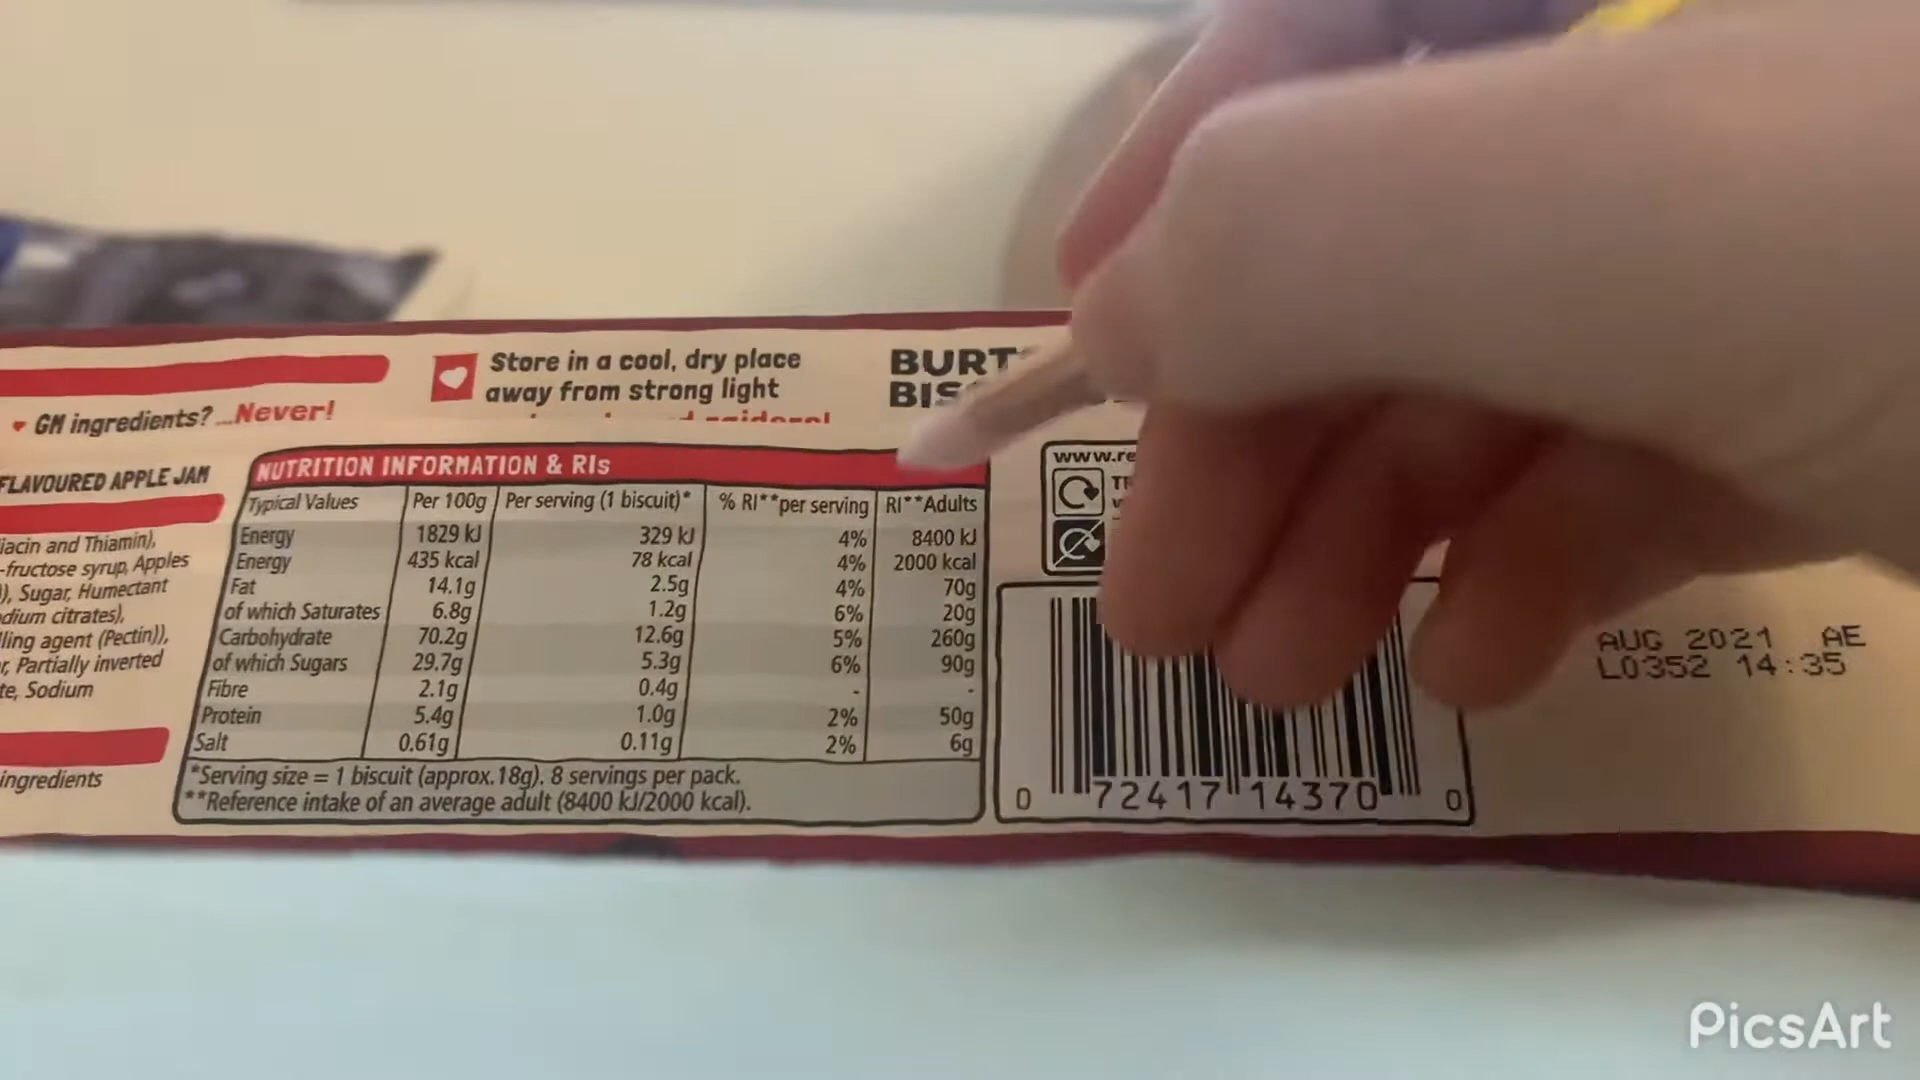 Store in a cool, dry place
away from strong light
GM ingredients? ...Never!
FLAVOURED APPLE JAM
iacin and Thiamin),
-fructose syrup, Apples
), Sugar, Humectant
dium citrates),
lling agent (Pectin)),
r, Partially inverted
te, Sodium
ingredients
NUTRITION INFORMATION & RIs
Typical Values Per 100g Per serving (1 biscuit)* % RI**per serving RI**Adults
Energy 1829 kJ 329 kJ 4% 8400 kJ
Energy 435 kcal 78 kcal 4% 2000 kcal
Fat 14.1g 2.5g 4% 70g
of which Saturates 6.8g 1.2g 6% 20g
Carbohydrate 70.2g 12.6g 5% 260g
of which Sugars 29.7g 5.3g 6% 90g
Fibre 2.1g 0.4g - -
Protein 5.4g 1.0g 2% 50g
Salt 0.61g 0.11g 2% 6g
*Serving size = 1 biscuit (approx.18g). 8 servings per pack.
**Reference intake of an average adult (8400 kJ/2000 kcal).
BURT
BIS
www.re
0 72417 14370 0
AUG 2021 AE
L0352 14:35
PicsArt